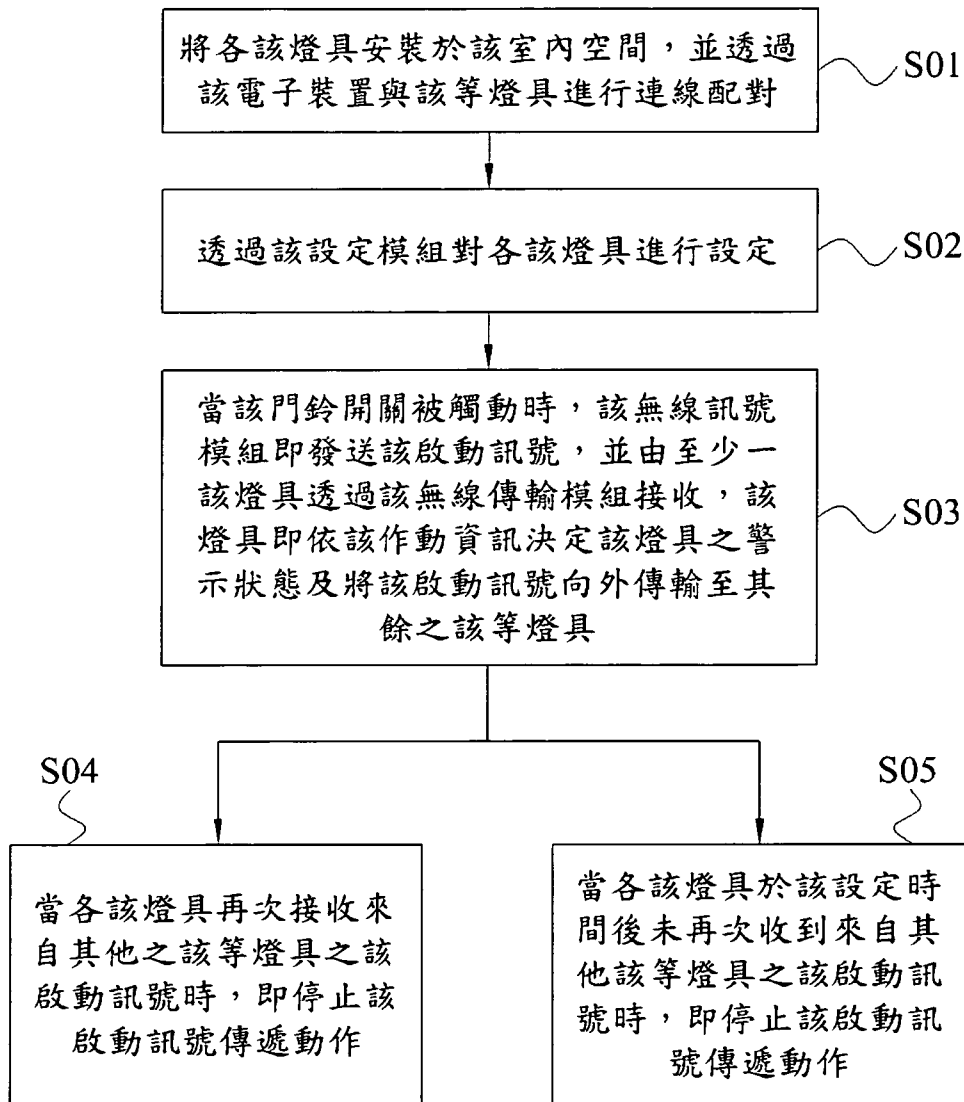 將各該燈具安裝於該室內空間，並透過
該電子裝置與該等燈具進行連線配對
S01
透過該設定模組對各該燈具進行設定
S02
當該門鈴開關被觸動時，該無線訊號
模組即發送該啟動訊號，並由至少一
該燈具透過該無線傳輸模組接收，該
燈具即依該作動資訊決定該燈具之警
示狀態及將該啟動訊號向外傳輸至其
餘之該等燈具
S03
S04
當各該燈具再次接收來
自其他之該等燈具之該
啟動訊號時，即停止該
啟動訊號傳遞動作
S05
當各該燈具於該設定時
間後未再次收到來自其
他該等燈具之該啟動訊
號時，即停止該啟動訊
號傳遞動作